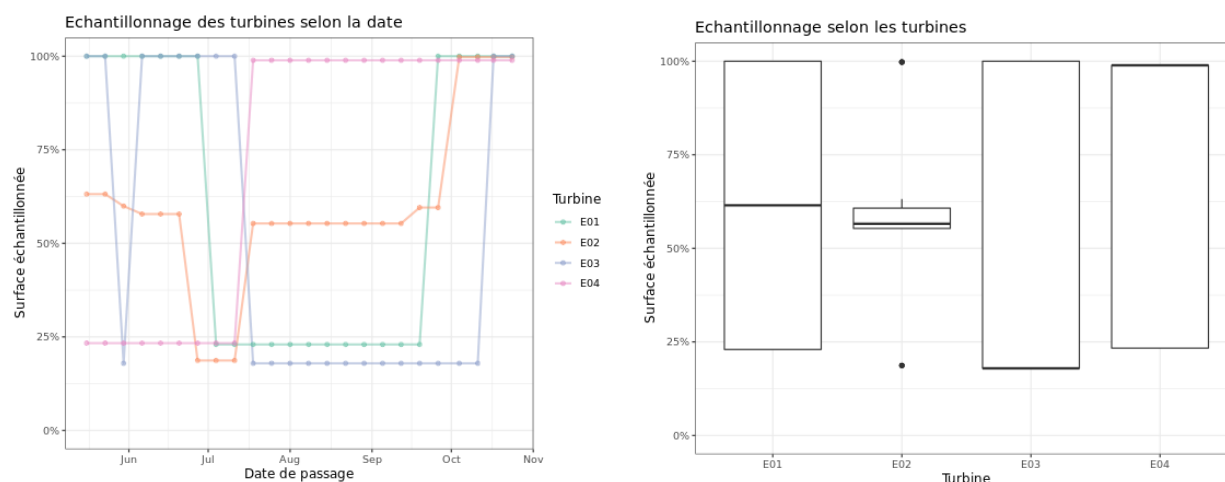 Echantillonnage des turbines selon la date
Surface échantillonnée
100%
75%
50%
25%
0%
Jun
Jul
Aug
Sep
Oct
Nov
Date de passage
Turbine
E01
E02
E03
E04
Echantillonnage selon les turbines
Surface échantillonnée
100%
75%
50%
25%
0%
E01
E02
E03
E04
Turbine